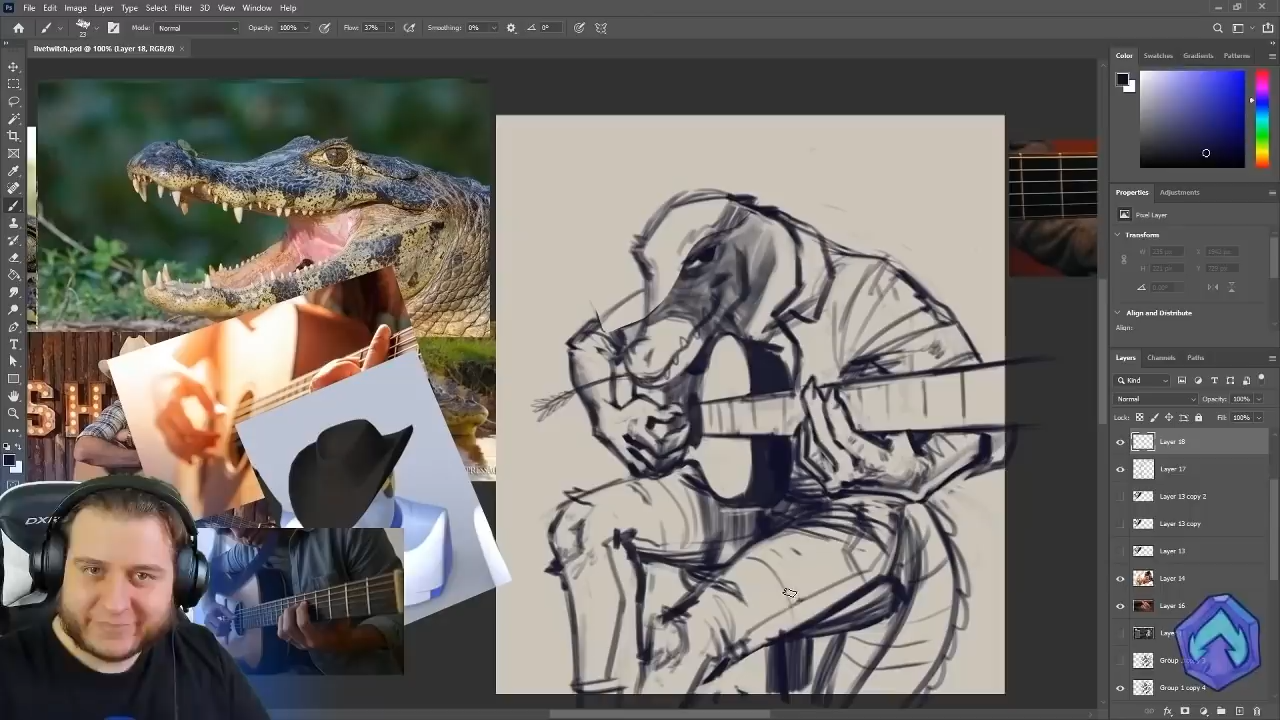 File Edit Image Layer Type Select Filter 3D View Window Help
Mode: Normal Opacity: 100% Flow: 37% Smoothing: 0% 0°
livetwitch.psd @ 100% (Layer 18, RGB/8)
Color Swatches Gradients Patterns
Properties Adjustments
Pixel Layer
Transform
Align and Distribute
Align:
Layers Channels Paths
Kind
Normal Opacity: 100%
Lock: Fill: 100%
Layer 18
Layer 17
Layer 13 copy 2
Layer 13 copy
Layer 13
Layer 14
Layer 16
Group 1 copy 4
SH
DX